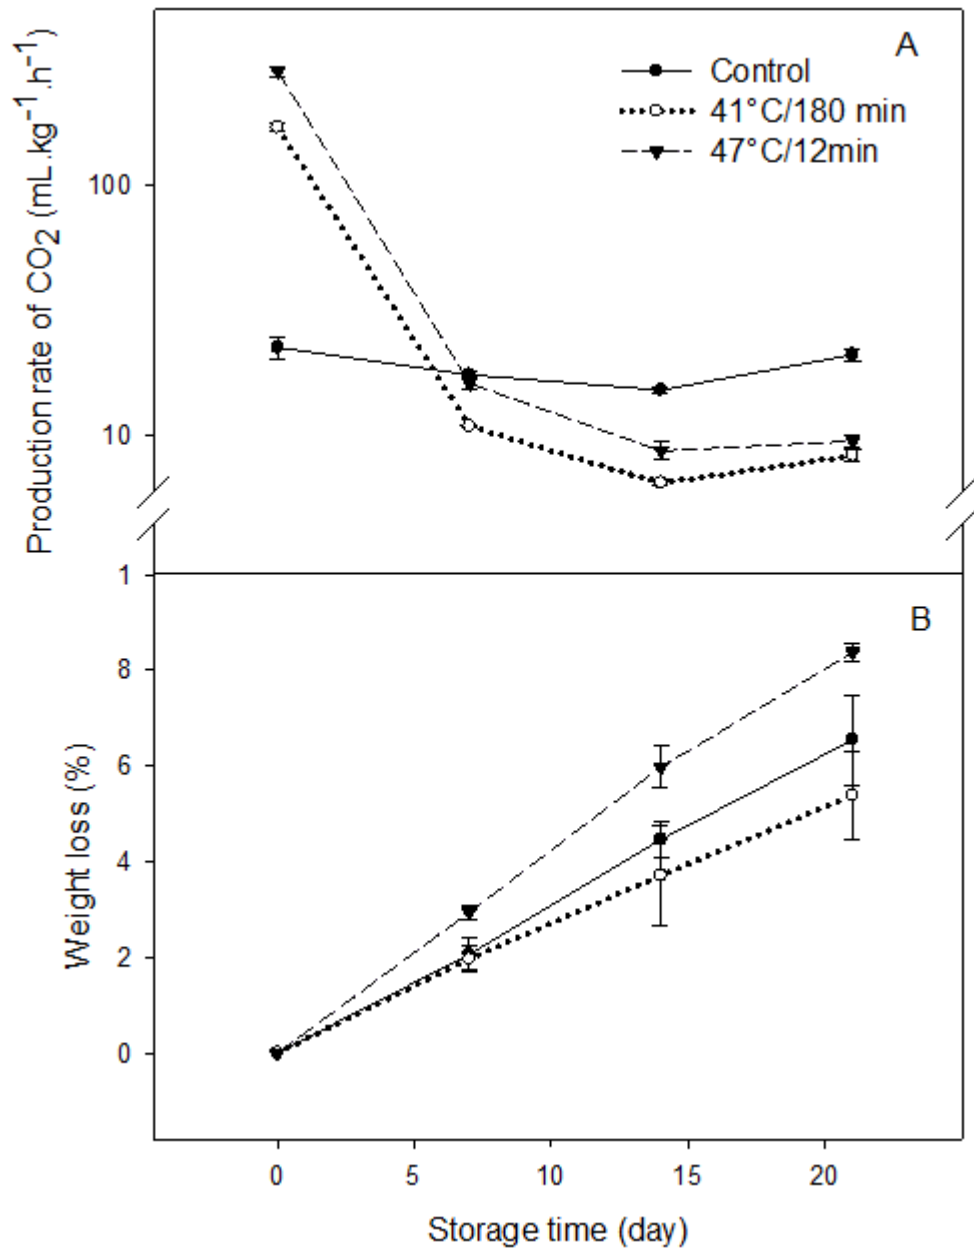 A
Control
41°C/180 min
47°C/12min
Production rate of CO2 (mL.kg−1.h−1)
100
10
1
B
Weight loss (%)
8
6
4
2
0
0 5 10 15 20
Storage time (day)